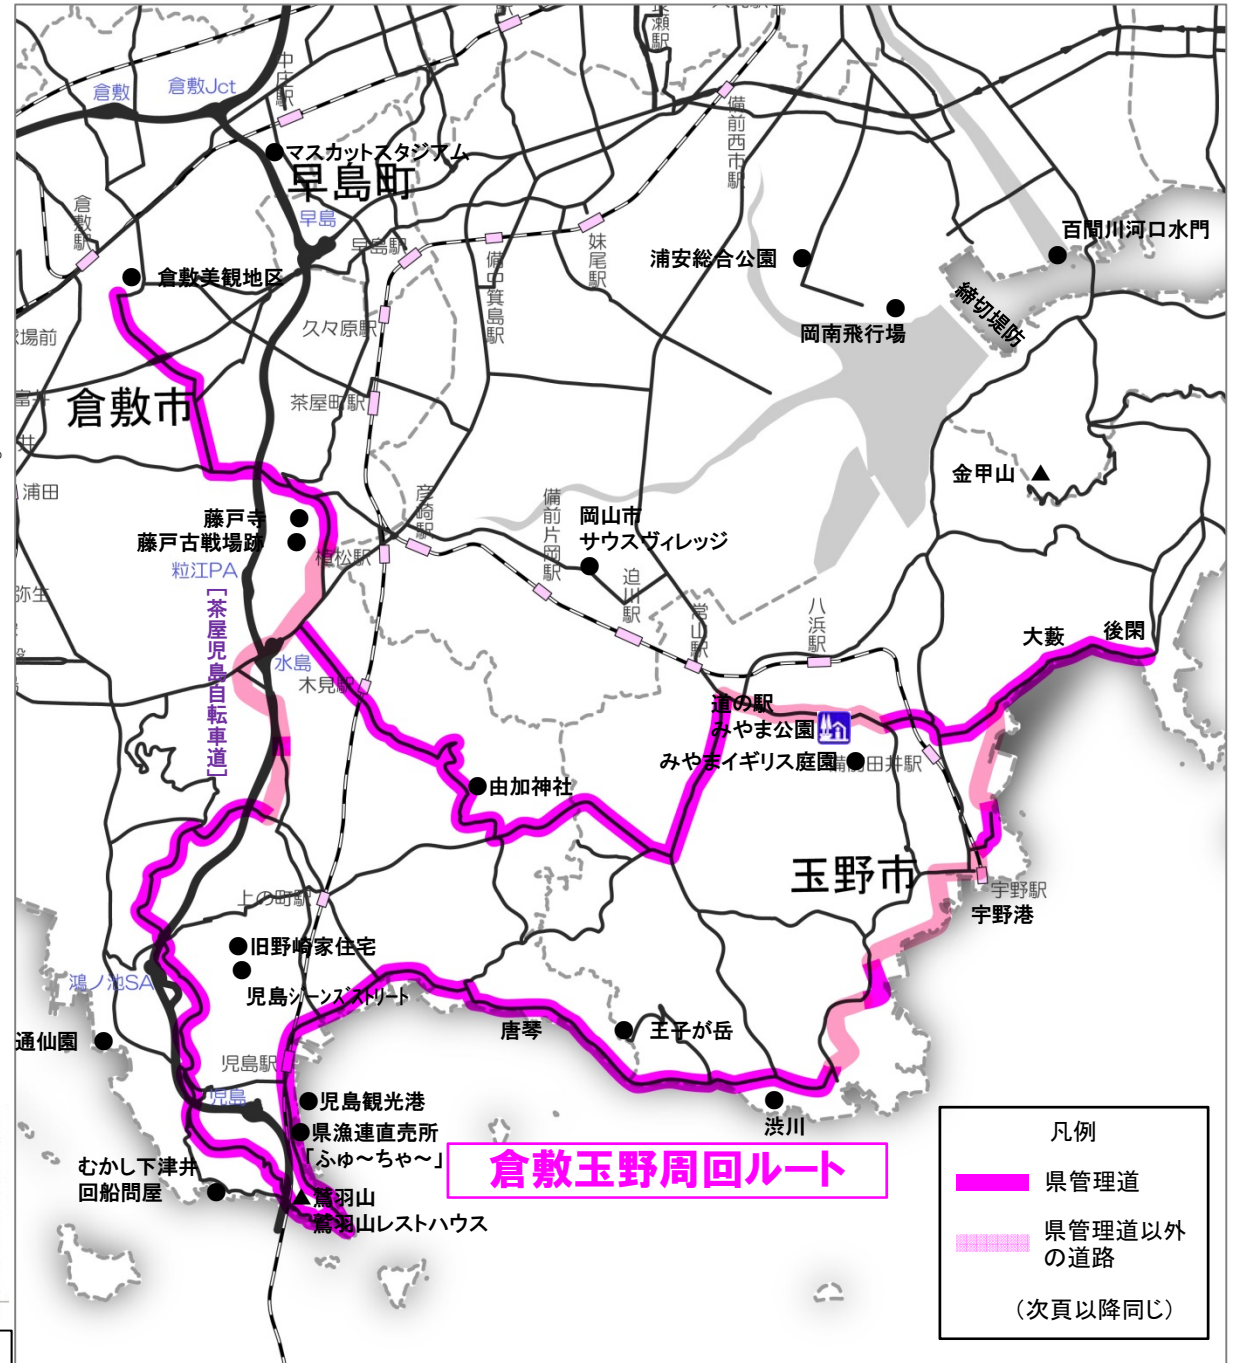 中庄駅
倉敷
倉敷Jct
マスカットスタジアム
早島町
早島
早島駅
備前西市駅
倉敷駅
倉敷美観地区
妹尾駅
備中箕島駅
浦安総合公園
百間川河口水門
締切堤防
岡南飛行場
久々原駅
球場前
茶屋町駅
倉敷市
富井
金甲山
浦田
彦崎駅
備前片岡駅
岡山市
サウスヴィレッジ
藤戸寺
藤戸古戦場跡
植松駅
粒江PA
弥生
迫川駅
常山駅
八浜駅
[茶屋児島自転車道]
水島
木見駅
大藪
後閑
道の駅
みやま公園
みやまイギリス庭園
備前田井駅
由加神社
玉野市
上の町駅
宇野駅
宇野港
旧野崎家住宅
児島ジーンズストリート
鴻ノ池SA
通仙園
唐琴
王子が岳
児島駅
児島
児島観光港
県漁連直売所
「ふゅ～ちゃ～」
渋川
むかし下津井
回船問屋
鷲羽山
鷲羽山レストハウス
倉敷玉野周回ルート
凡例
県管理道
県管理道以外
の道路
（次頁以降同じ）